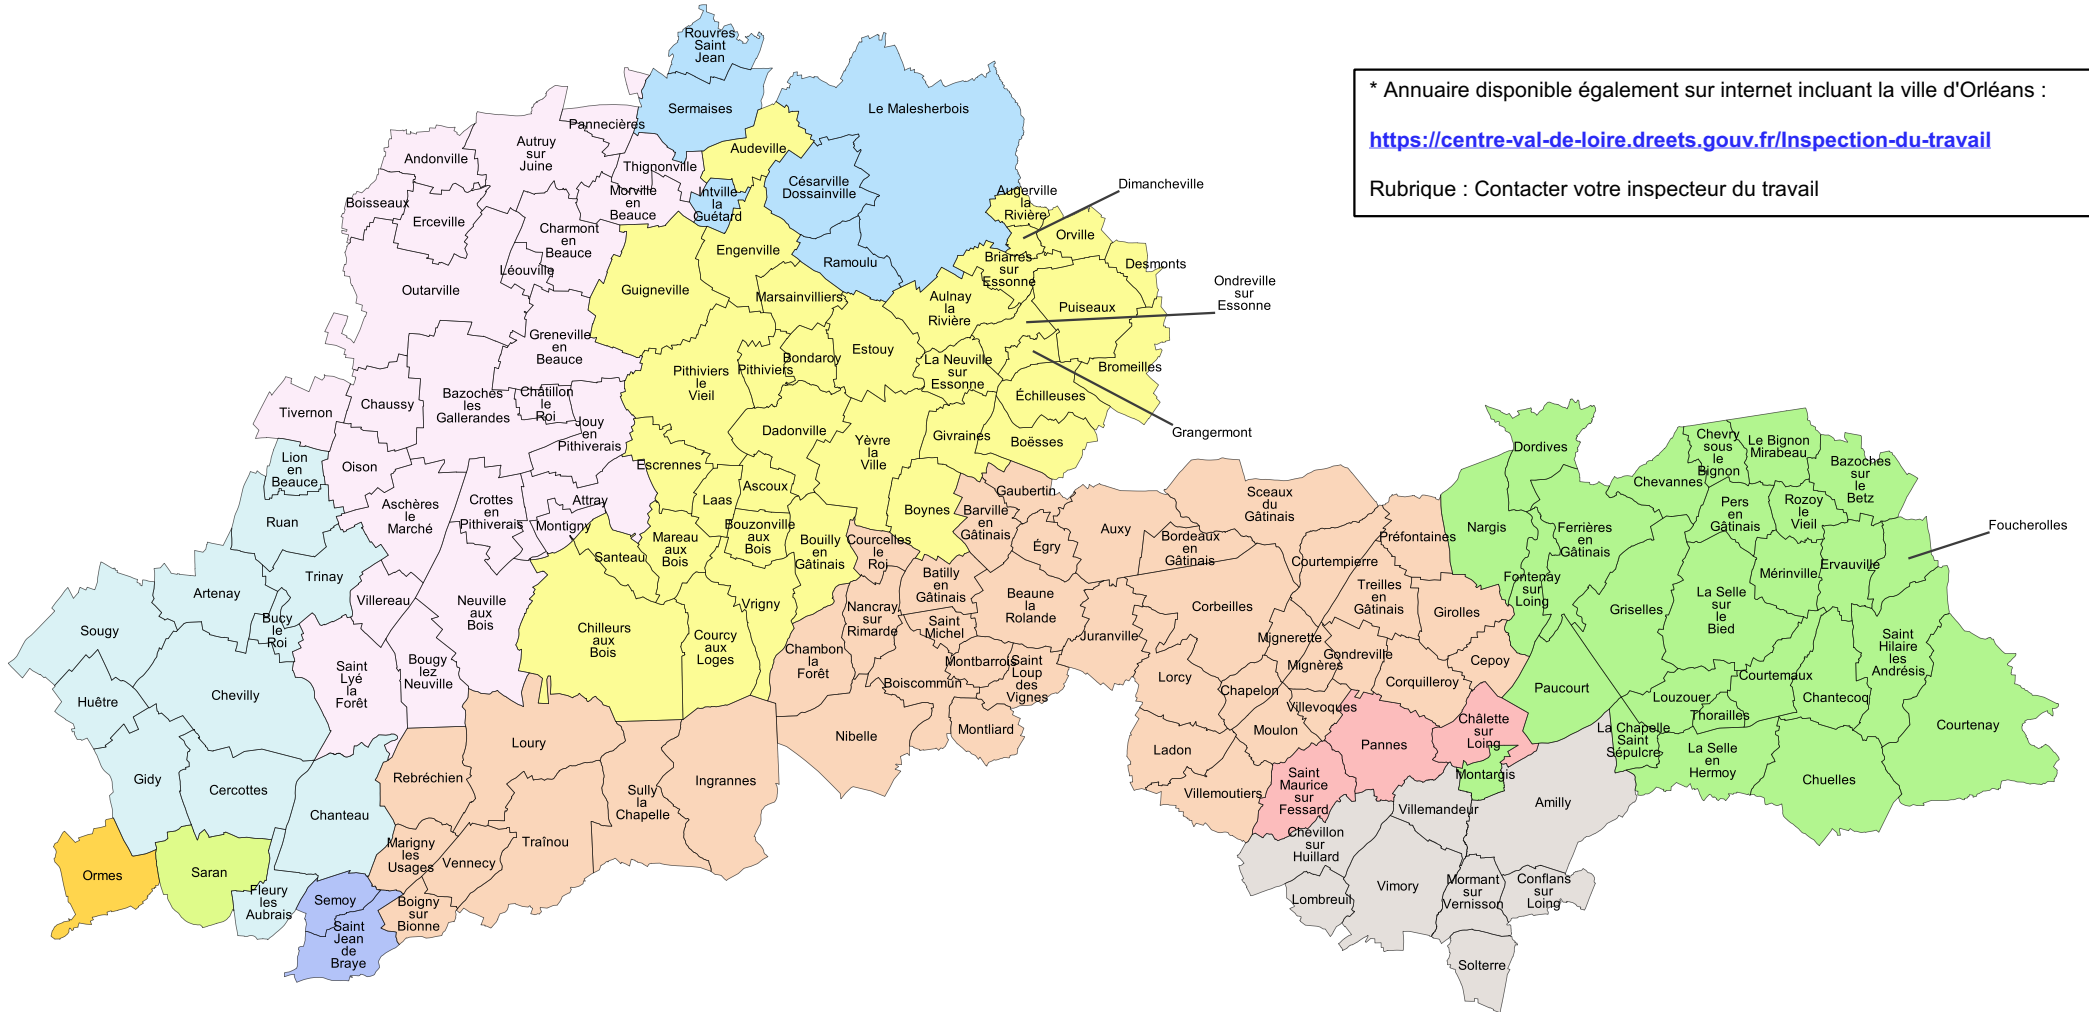 * Annuaire disponible également sur internet incluant la ville d'Orléans :
https://centre-val-de-loire.dreets.gouv.fr/Inspection-du-travail
Rubrique : Contacter votre inspecteur du travail
Rouvres
Saint
Jean
Sermaises
Le Malesherbois
Pannecières
Autruy
sur
Juine
Andonville
Audeville
Thignonville
Césarville
Dossainville
Intville
la
Guétard
Morville
en
Beauce
Boisseaux
Erceville
Augerville
la
Rivière
Dimancheville
Charmont
en
Beauce
Engenville
Orville
Ramoulu
Briarres
sur
Essonne
Desmonts
Léouville
Outarville
Guigneville
Marsainvilliers
Aulnay
la
Rivière
Puiseaux
Ondreville
sur
Essonne
Greneville
en
Beauce
Pithiviers
le
Vieil
Pithiviers
Bondaroy
Estouy
La Neuville
sur
Essonne
Bromeilles
Échilleuses
Grangermont
Tivernon
Chaussy
Bazoches
les
Gallerandes
Châtillon
le
Roi
Jouy
en
Pithiverais
Dadonville
Yèvre
la
Ville
Givraines
Boësses
Lion
en
Beauce
Oison
Escrennes
Laas
Ascoux
Aschères
le
Marché
Crottes
en
Pithiverais
Attray
Montigny
Boynes
Gaubertin
Barville
en
Gâtinais
Ruan
Santeau
Mareau
aux
Bois
Bouzonville
aux
Bois
Bouilly
en
Gâtinais
Courcelles
le
Roi
Égry
Auxy
Sceaux
du
Gâtinais
Bordeaux
en
Gâtinais
Courtempierre
Préfontaines
Nargis
Dordives
Ferrières
en
Gâtinais
Chevannes
Chevry
sous
le
Bignon
Le Bignon
Mirabeau
Bazoches
sur
le
Betz
Pers
en
Gâtinais
Rozoy
le
Vieil
Foucherolles
Ervauville
Mérinville
Trinay
Artenay
Villereau
Neuville
aux
Bois
Bucy
le
Roi
Sougy
Vrigny
Chilleurs
aux
Bois
Courcy
aux
Loges
Nancray
sur
Rimarde
Batilly
en
Gâtinais
Saint
Michel
Beaune
la
Rolande
Juranville
Corbeilles
Treilles
en
Gâtinais
Girolles
Fontenay
sur
Loing
Griselles
La Selle
sur
le
Bied
Saint
Hilaire
les
Andrésis
Mignerette
Mignères
Gondreville
Cepoy
Chambon
la
Forêt
Montbarrois
Saint
Loup
des
Vignes
Boiscommun
Lorcy
Chapelon
Corquilleroy
Paucourt
Louzouer
Courtemaux
Chantecoq
Thorailles
Courtenay
Saint
Lyé
la
Forêt
Bougy
lez
Neuville
Chevilly
Huêtre
Villevoques
Moulon
Montliard
Nibelle
Pannes
Châlette
sur
Loing
La Chapelle
Saint
Sépulcre
La Selle
en
Hermoy
Chuelles
Loury
Ladon
Gidy
Cercottes
Rebréchien
Ingrannes
Sully
la
Chapelle
Villemoutiers
Saint
Maurice
sur
Fessard
Montargis
Amilly
Villemandeur
Chanteau
Chevillon
sur
Huillard
Traînou
Marigny
les
Usages
Vennecy
Ormes
Saran
Fleury
les
Aubrais
Semoy
Boigny
sur
Bionne
Saint
Jean
de
Braye
Lombreuil
Vimory
Mormant
sur
Vernisson
Conflans
sur
Loing
Solterre